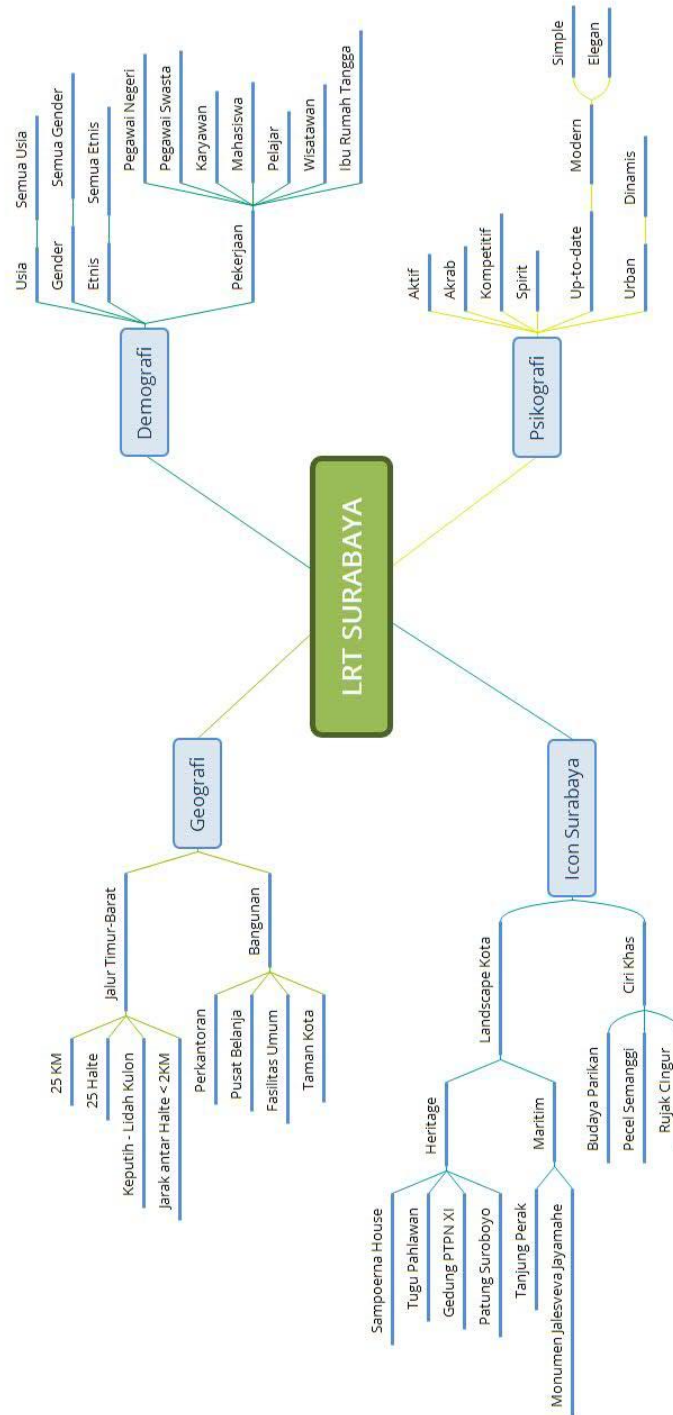 LRT SURABAYA
Geografi
Jalur Timur-Barat
25 KM
25 Halte
Keputih - Lidah Kulon
Jarak antar Halte < 2KM
Bangunan
Perkantoran
Pusat Belanja
Fasilitas Umum
Taman Kota
Demografi
Usia
Semua Usia
Gender
Semua Gender
Etnis
Semua Etnis
Pekerjaan
Pegawai Negeri
Pegawai Swasta
Karyawan
Mahasiswa
Pelajar
Wisatawan
Ibu Rumah Tangga
Icon Surabaya
Landscape Kota
Heritage
Sampoerna House
Tugu Pahlawan
Gedung PTPN XI
Patung Suroboyo
Maritim
Tanjung Perak
Monumen Jalesveva Jayamahe
Ciri Khas
Budaya Parikan
Pecel Semanggi
Rujak CIngur
Psikografi
Aktif
Akrab
Kompetitif
Spirit
Up-to-date
Modern
Simple
Elegan
Urban
Dinamis